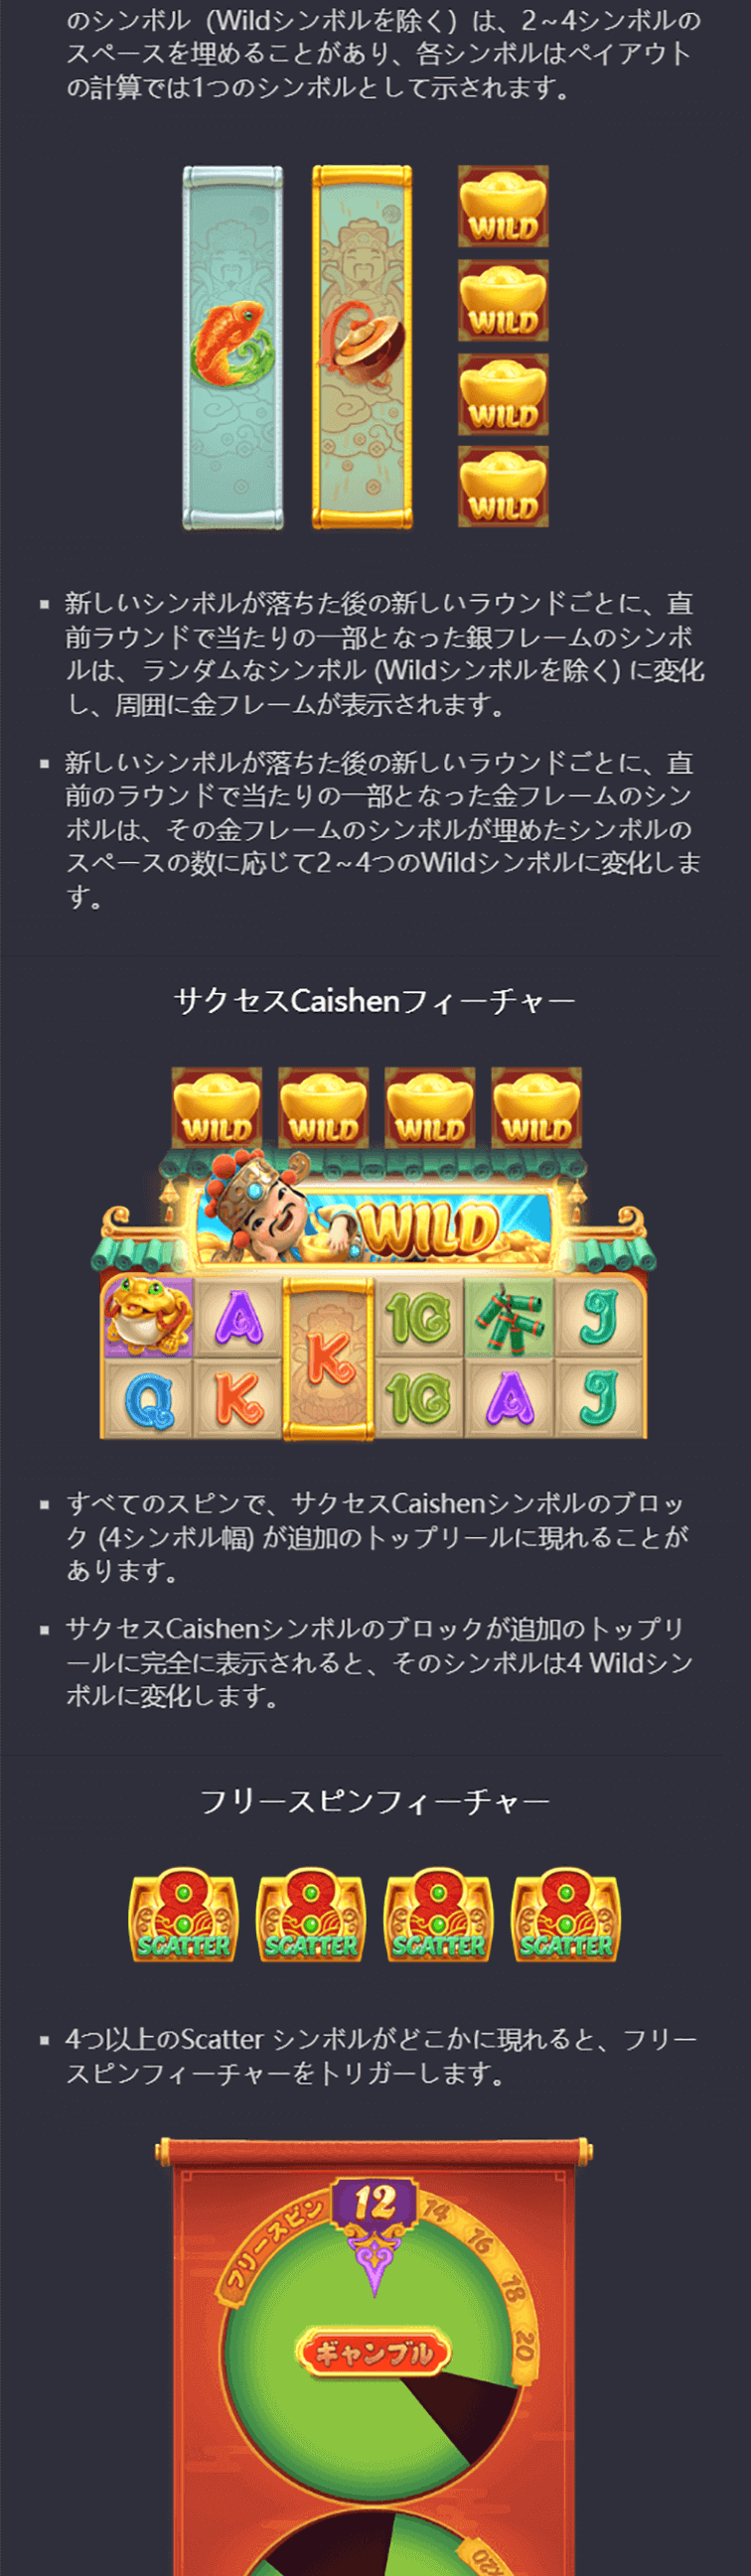 のシンボル（Wildシンボルを除く）は、2~4シンボルの
スペースを埋めることがあり、各シンボルはペイアウト
の計算では1つのシンボルとして示されます。
WILD
WILD
WILD
WILD
新しいシンボルが落ちた後の新しいラウンドごとに、直
前ラウンドで当たりの一部となった銀フレームのシンボ
ルは、ランダムなシンボル (Wildシンボルを除く) に変化
し、周囲に金フレームが表示されます。
新しいシンボルが落ちた後の新しいラウンドごとに、直
前のラウンドで当たりの一部となった金フレームのシン
ボルは、その金フレームのシンボルが埋めたシンボルの
スペースの数に応じて2~4つのWildシンボルに変化しま
す。
サクセスCaishenフィーチャー
WILD WILD WILD WILD
WILD
A K 10 J
Q K 10 A J
すべてのスピンで、サクセスCaishenシンボルのブロッ
ク (4シンボル幅) が追加のトップリールに現れることが
あります。
サクセスCaishenシンボルのブロックが追加のトップリ
ールに完全に表示されると、そのシンボルは4 Wildシン
ボルに変化します。
フリースピンフィーチャー
8 8 8 8
SCATTER SCATTER SCATTER SCATTER
4つ以上のScatter シンボルがどこかに現れると、フリー
スピンフィーチャーをトリガーします。
フリースピン 12 14 16 18 20
ギャンブル
x20